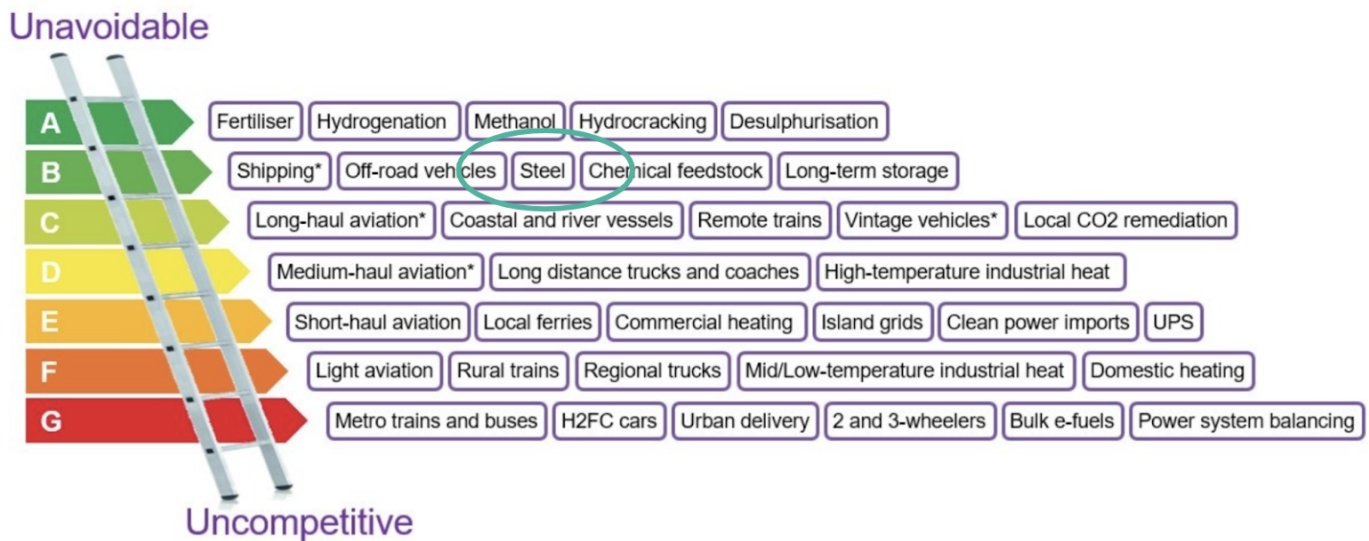 Unavoidable
A Fertiliser Hydrogenation Methanol Hydrocracking Desulphurisation
B Shipping* Off-road vehicles Steel Chemical feedstock Long-term storage
C Long-haul aviation* Coastal and river vessels Remote trains Vintage vehicles* Local CO2 remediation
D Medium-haul aviation* Long distance trucks and coaches High-temperature industrial heat
E Short-haul aviation Local ferries Commercial heating Island grids Clean power imports UPS
F Light aviation Rural trains Regional trucks Mid/Low-temperature industrial heat Domestic heating
G Metro trains and buses H2FC cars Urban delivery 2 and 3-wheelers Bulk e-fuels Power system balancing
Uncompetitive